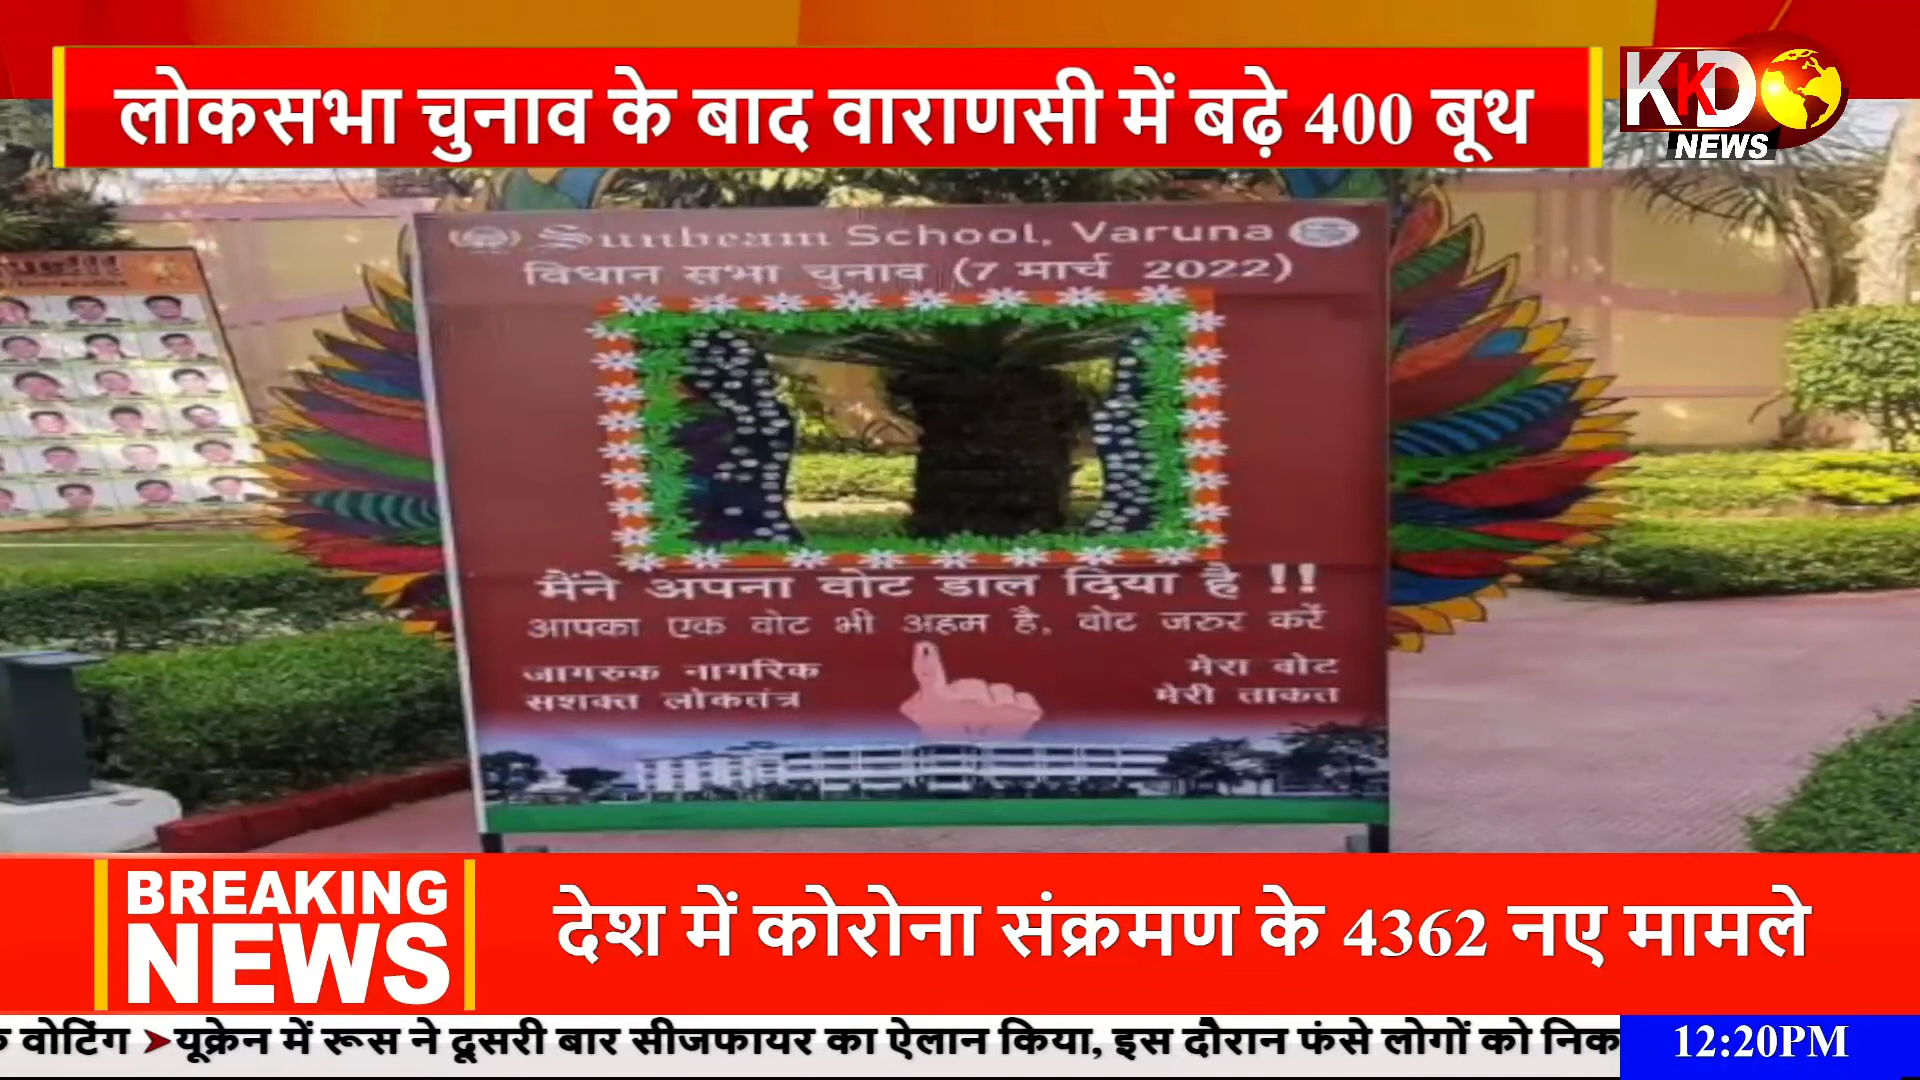 लोकसभा चुनाव के बाद वाराणसी में बढ़े 400 बूथ
KKD
NEWS
Sunbeam School, Varuna
विधान सभा चुनाव (7 मार्च 2022)
मैंने अपना वोट डाल दिया है !!
आपका एक वोट भी अहम है, वोट जरुर करें
जागरुक नागरिक
सशक्त लोकतंत्र
मेरा वोट
मेरी ताकत
BREAKING
NEWS
देश में कोरोना संक्रमण के 4362 नए मामले
वोटिंग ➤यूक्रेन में रूस ने दूसरी बार सीजफायर का ऐलान किया, इस दौरान फंसे लोगों को निक
12:20PM